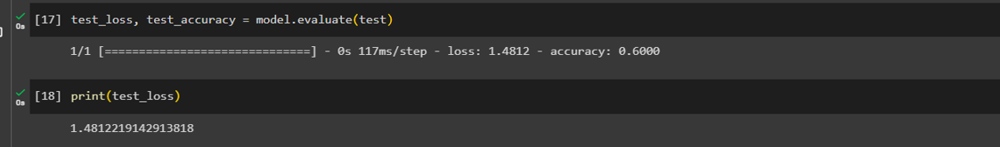 [17] test_loss, test_accuracy = model.evaluate(test)
0s
1/1 [==============================] - 0s 117ms/step - loss: 1.4812 - accuracy: 0.6000
[18] print(test_loss)
0s
1.4812219142913818